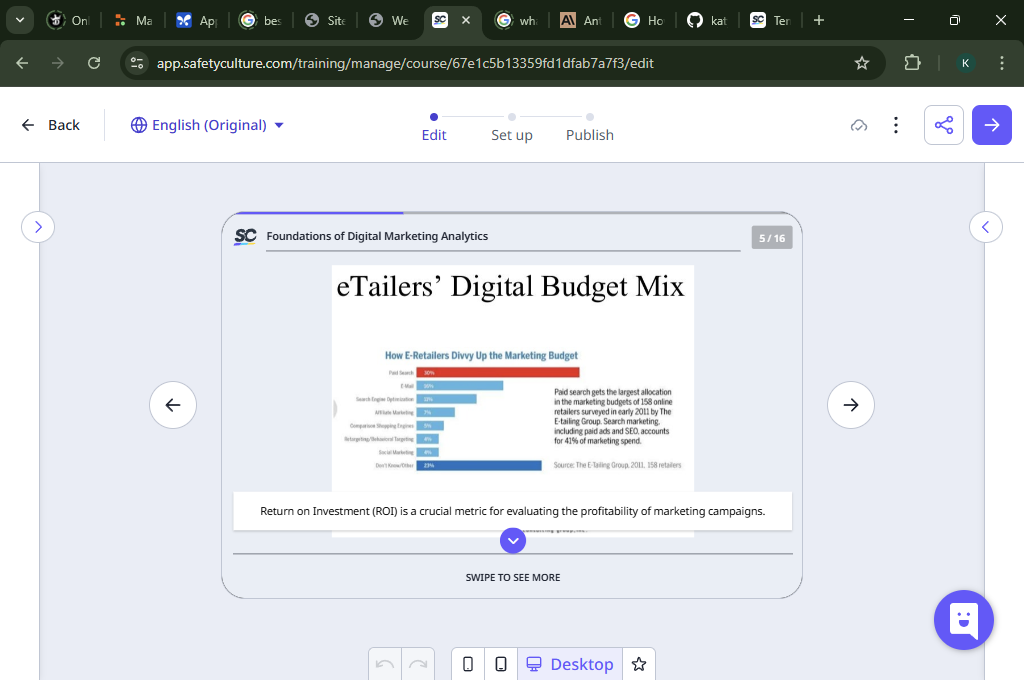 Onl
Ma
App
bes
Site
We
SC
wha
Ant
Ho
kat
Ter
app.safetyculture.com/training/manage/course/67e1c5b13359fd1dfab7a7f3/edit
K
Back
English (Original)
Edit
Set up
Publish
SC
Foundations of Digital Marketing Analytics
5 / 16
eTailers' Digital Budget Mix
How E-Retailers Divvy Up the Marketing Budget
Paid Search 30%
E-Mail
Search Engine Optimization
Affiliate Marketing 7%
Comparison Shopping Engines 5%
Retargeting/Behavioral Targeting 4%
Social Marketing 4%
Don't Know/Other 23%
Paid search gets the largest allocation
in the marketing budgets of 158 online
retailers surveyed in early 2011 by The
E-tailing Group. Search marketing,
including paid ads and SEO, accounts
for 41% of marketing spend.
Source: The E-Tailing Group, 2011, 158 retailers
Return on Investment (ROI) is a crucial metric for evaluating the profitability of marketing campaigns.
SWIPE TO SEE MORE
Desktop